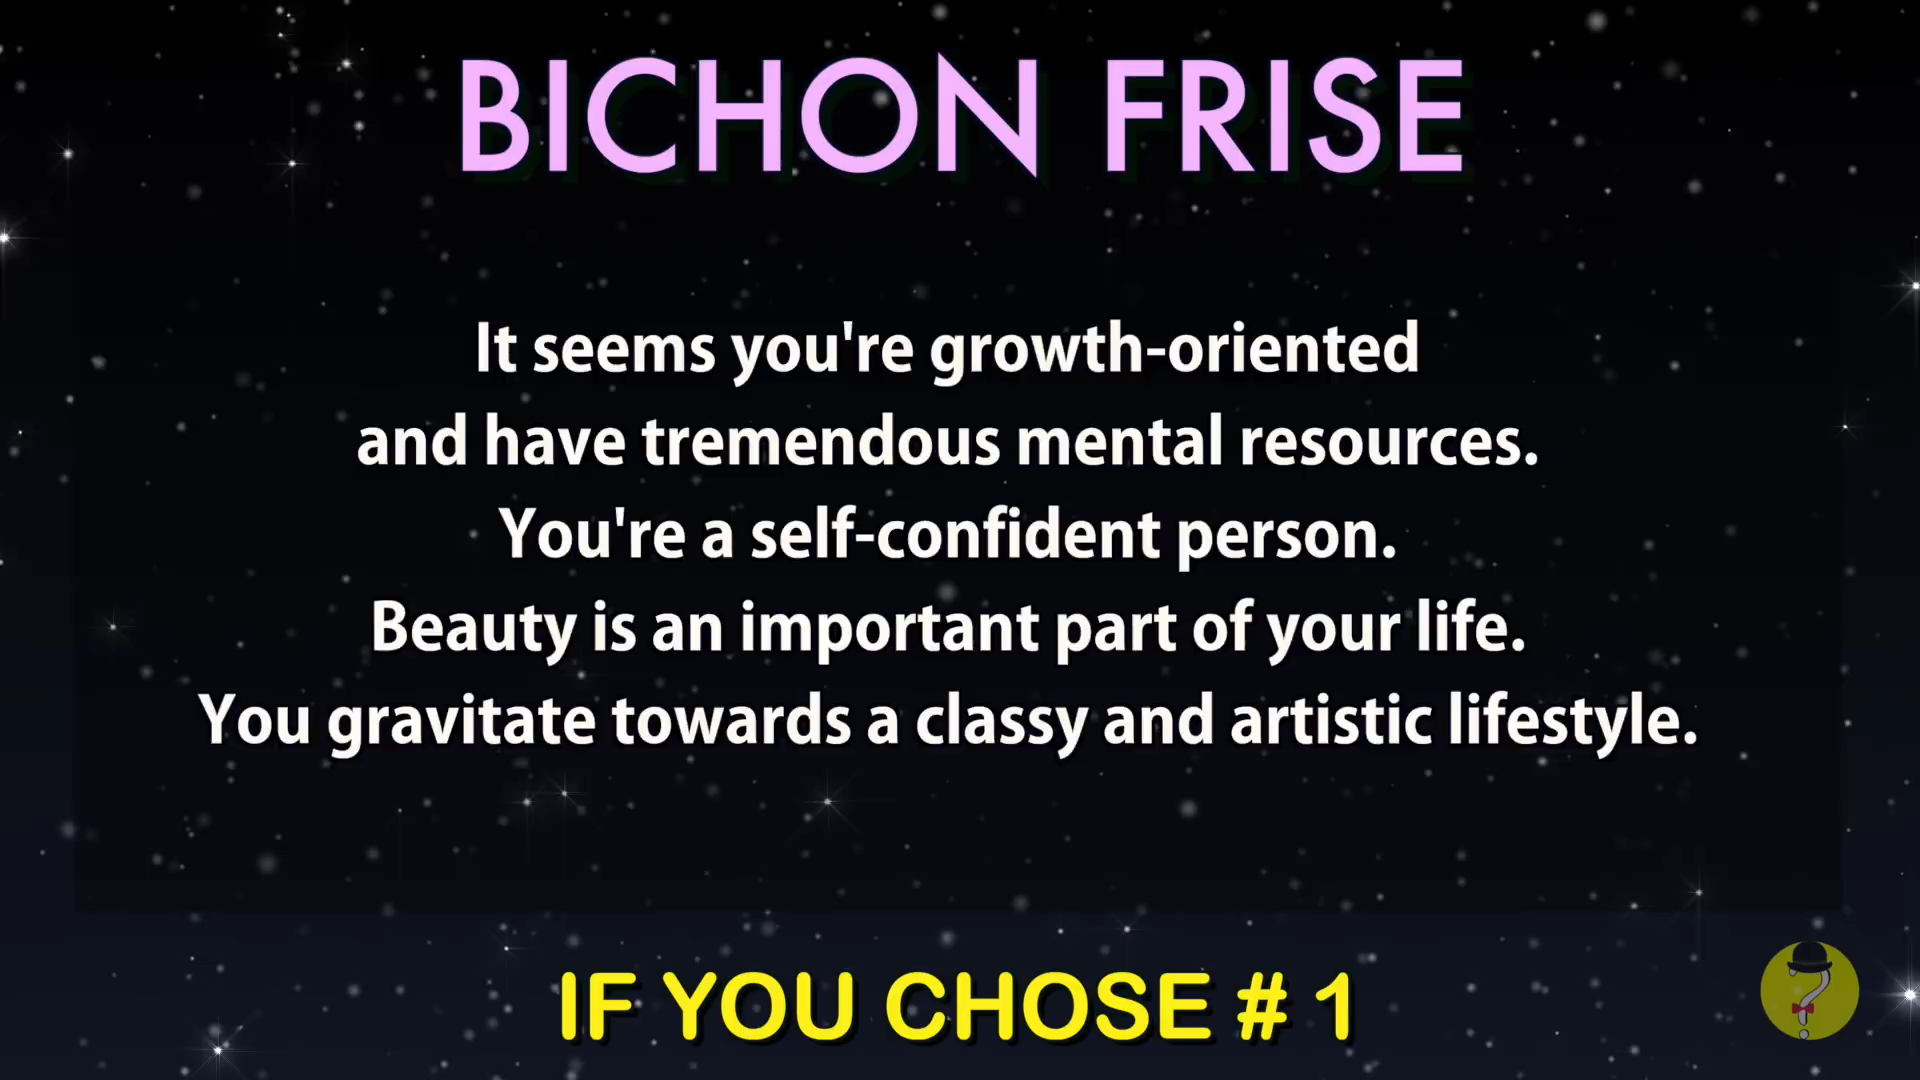 BICHON FRISE
It seems you're growth-oriented
and have tremendous mental resources.
You're a self-confident person.
Beauty is an important part of your life.
You gravitate towards a classy and artistic lifestyle.
IF YOU CHOSE # 1